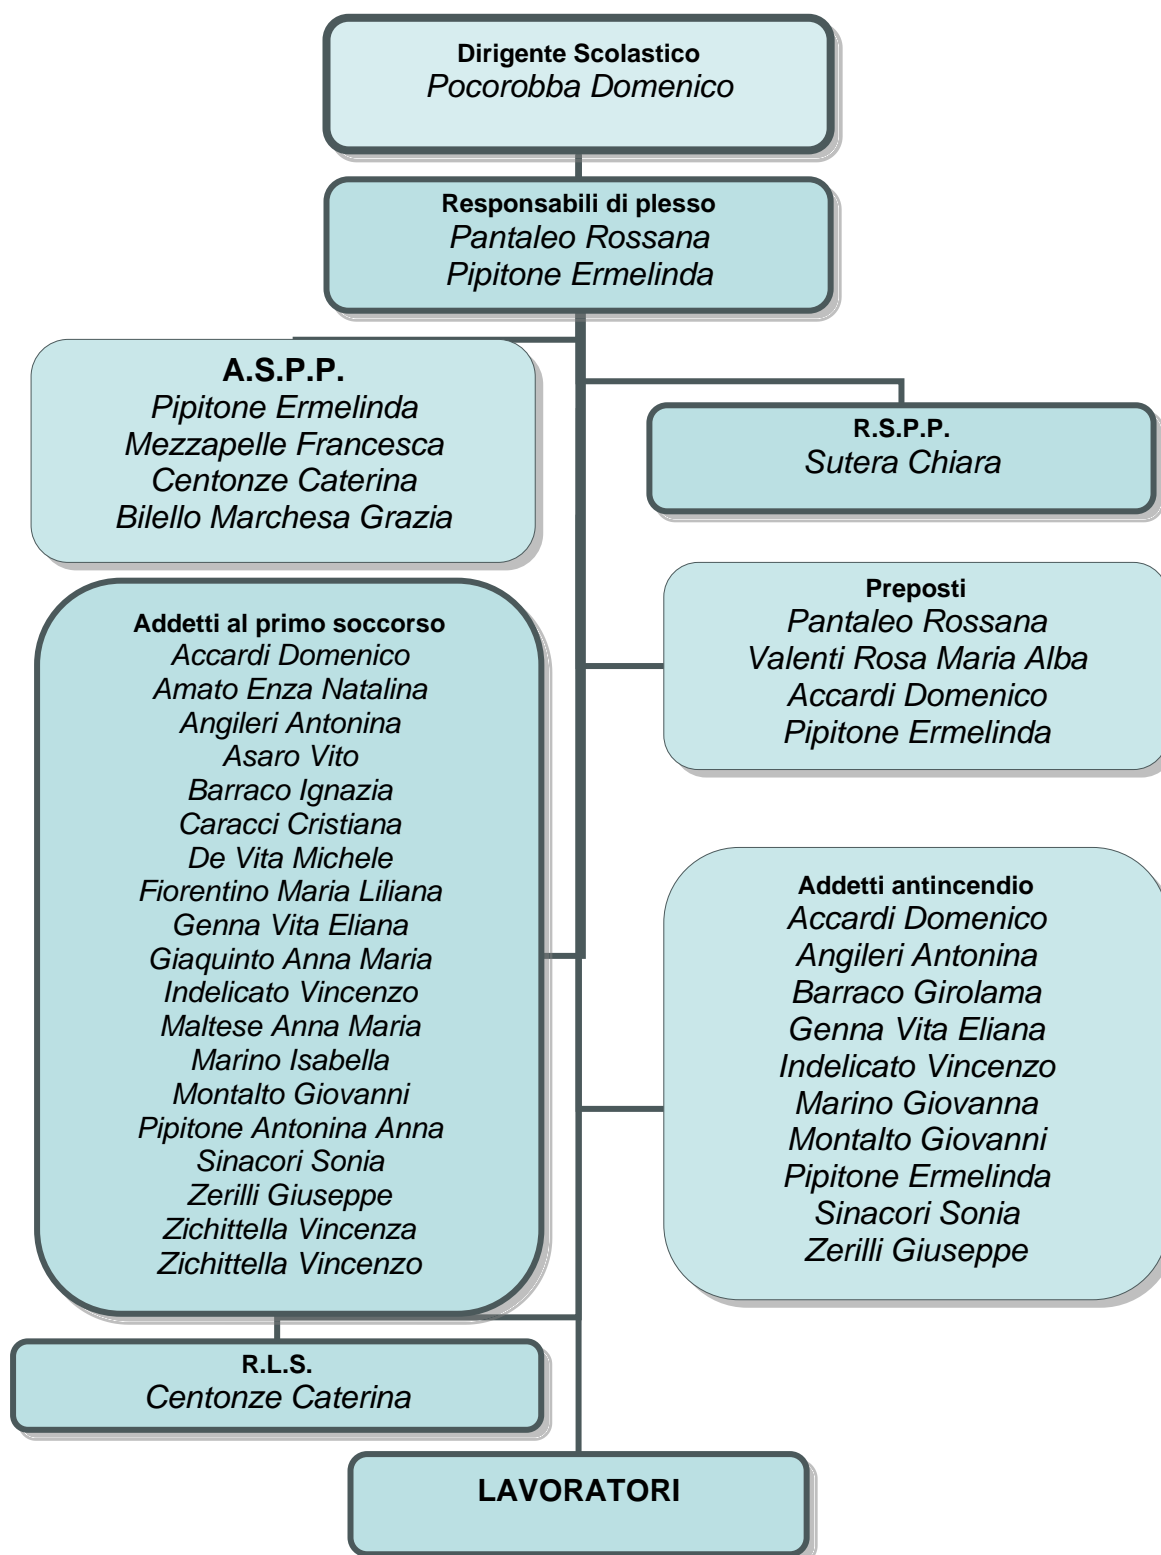 Dirigente Scolastico
Pocorobba Domenico
Responsabili di plesso
Pantaleo Rossana
Pipitone Ermelinda
A.S.P.P.
Pipitone Ermelinda
Mezzapelle Francesca
Centonze Caterina
Bilello Marchesa Grazia
R.S.P.P.
Sutera Chiara
Preposti
Pantaleo Rossana
Valenti Rosa Maria Alba
Accardi Domenico
Pipitone Ermelinda
Addetti al primo soccorso
Accardi Domenico
Amato Enza Natalina
Angileri Antonina
Asaro Vito
Barraco Ignazia
Caracci Cristiana
De Vita Michele
Fiorentino Maria Liliana
Genna Vita Eliana
Giaquinto Anna Maria
Indelicato Vincenzo
Maltese Anna Maria
Marino Isabella
Montalto Giovanni
Pipitone Antonina Anna
Sinacori Sonia
Zerilli Giuseppe
Zichittella Vincenza
Zichittella Vincenzo
Addetti antincendio
Accardi Domenico
Angileri Antonina
Barraco Girolama
Genna Vita Eliana
Indelicato Vincenzo
Marino Giovanna
Montalto Giovanni
Pipitone Ermelinda
Sinacori Sonia
Zerilli Giuseppe
R.L.S.
Centonze Caterina
LAVORATORI